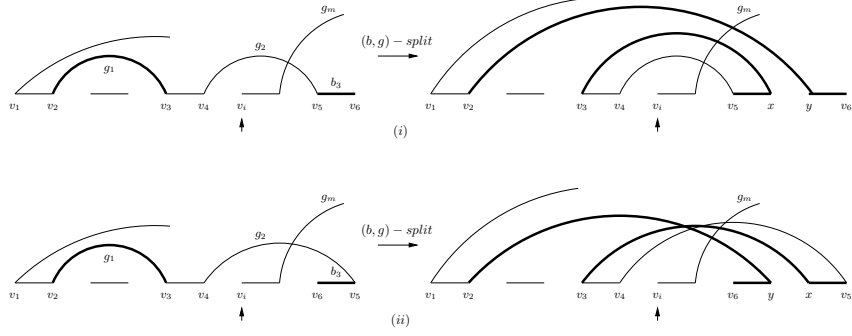 g_m
g_2
(b, g) − split
g_m
g_1
b_3
v_1 v_2 v_3 v_4 v_i v_5 v_6
v_1 v_2 v_3 v_4 v_i v_5 x y v_6
(i)
g_m
g_2
(b, g) − split
g_m
g_1
b_3
v_1 v_2 v_3 v_4 v_i v_6 v_5
v_1 v_2 v_3 v_4 v_i v_6 y x v_5
(ii)